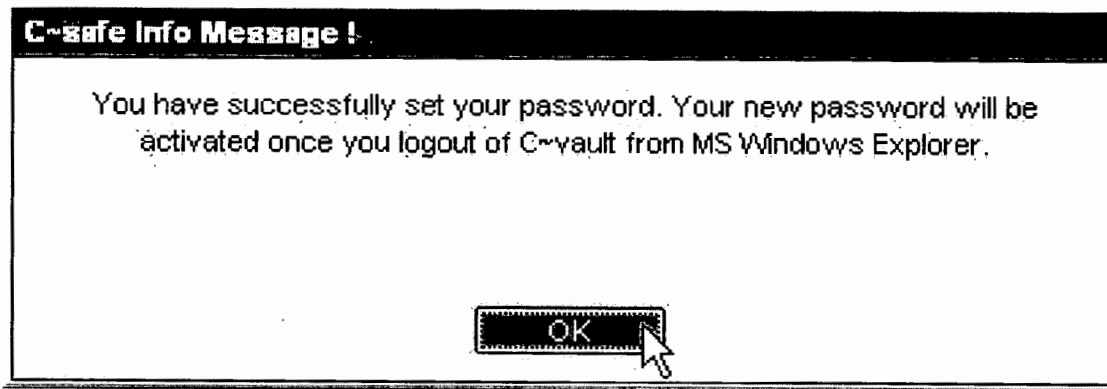 C~safe Info Message !
You have successfully set your password. Your new password will be
activated once you logout of C~vault from MS Windows Explorer.
OK